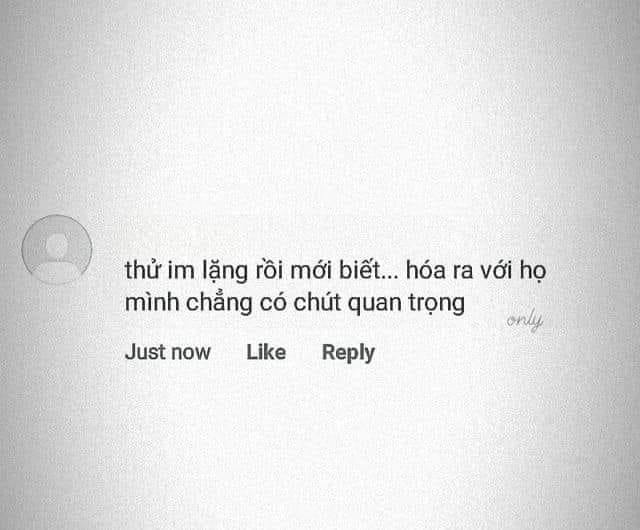 thử im lặng rồi mới biết... hóa ra với họ
mình chẳng có chút quan trọng
only
Just now Like Reply